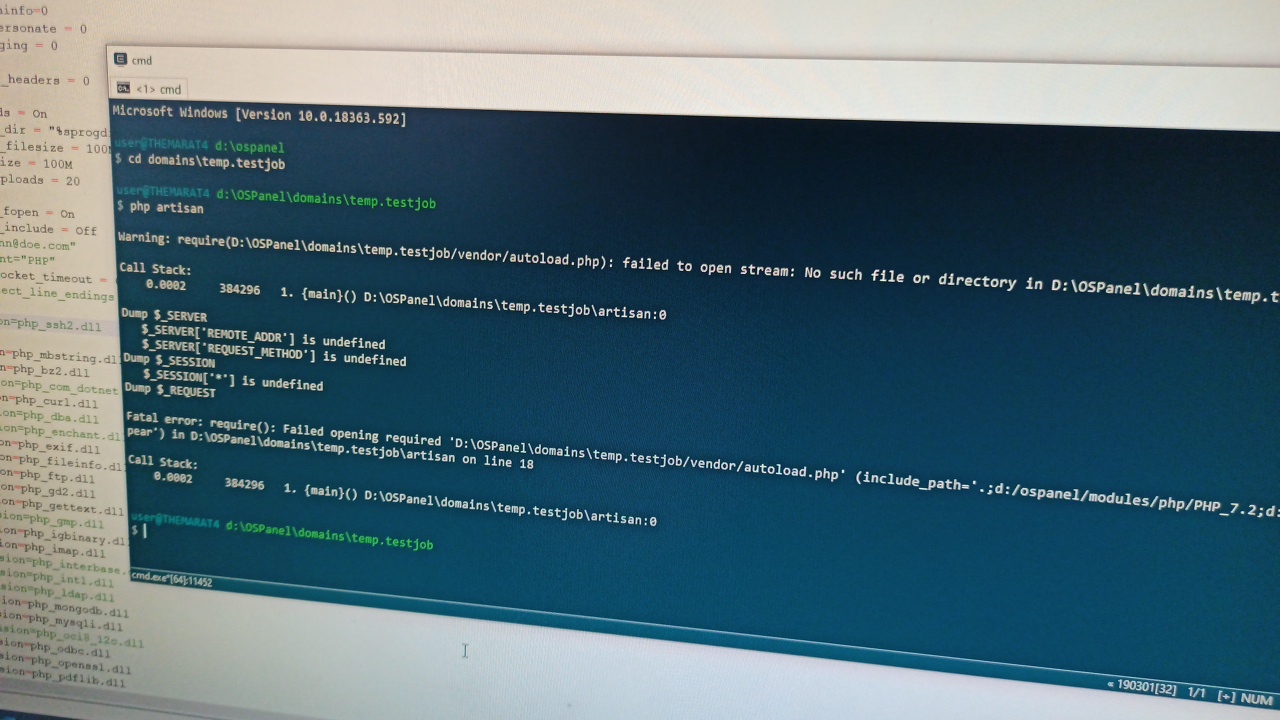 info=0
ersonate = 0
ging = 0
_headers = 0
s = On
_dir = "%sprogdi
_filesize = 100M
ize = 100M
ploads = 20
_fopen = On
_include = Off
nn@doe.com"
nt="PHP"
ocket_timeout =
ect_line_endings
on=php_ssh2.dll
n=php_mbstring.dll
n=php_bz2.dll
on=php_com_dotnet
on=php_curl.dll
on=php_dba.dll
on=php_enchant.dll
on=php_exif.dll
on=php_fileinfo.dll
on=php_ftp.dll
on=php_gd2.dll
on=php_gettext.dll
sion=php_gmp.dll
on=php_igbinary.dll
on=php_imap.dll
sion=php_interbase.
sion=php_intl.dll
sion=php_ldap.dll
ion=php_mongodb.dll
ion=php_mysqli.dll
sion=php_oci8_12c.dll
sion=php_odbc.dll
sion=php_openssl.dll
sion=php_pdflib.dll
cmd
<1> cmd
Microsoft Windows [Version 10.0.18363.592]
user@THEMARAT4 d:\ospanel
$ cd domains\temp.testjob
user@THEMARAT4 d:\OSPanel\domains\temp.testjob
$ php artisan
Warning: require(D:\OSPanel\domains\temp.testjob/vendor/autoload.php): failed to open stream: No such file or directory in D:\OSPanel\domains\temp.t
Call Stack:
0.0002 384296 1. {main}() D:\OSPanel\domains\temp.testjob\artisan:0
Dump $_SERVER
$_SERVER['REMOTE_ADDR'] is undefined
$_SERVER['REQUEST_METHOD'] is undefined
Dump $_SESSION
$_SESSION['*'] is undefined
Dump $_REQUEST
Fatal error: require(): Failed opening required 'D:\OSPanel\domains\temp.testjob/vendor/autoload.php' (include_path='.;d:/ospanel/modules/php/PHP_7.2;d:
pear') in D:\OSPanel\domains\temp.testjob\artisan on line 18
Call Stack:
0.0002 384296 1. {main}() D:\OSPanel\domains\temp.testjob\artisan:0
user@THEMARAT4 d:\OSPanel\domains\temp.testjob
$
cmd.exe*[64]:11452
« 190301[32] 1/1 [+] NUM